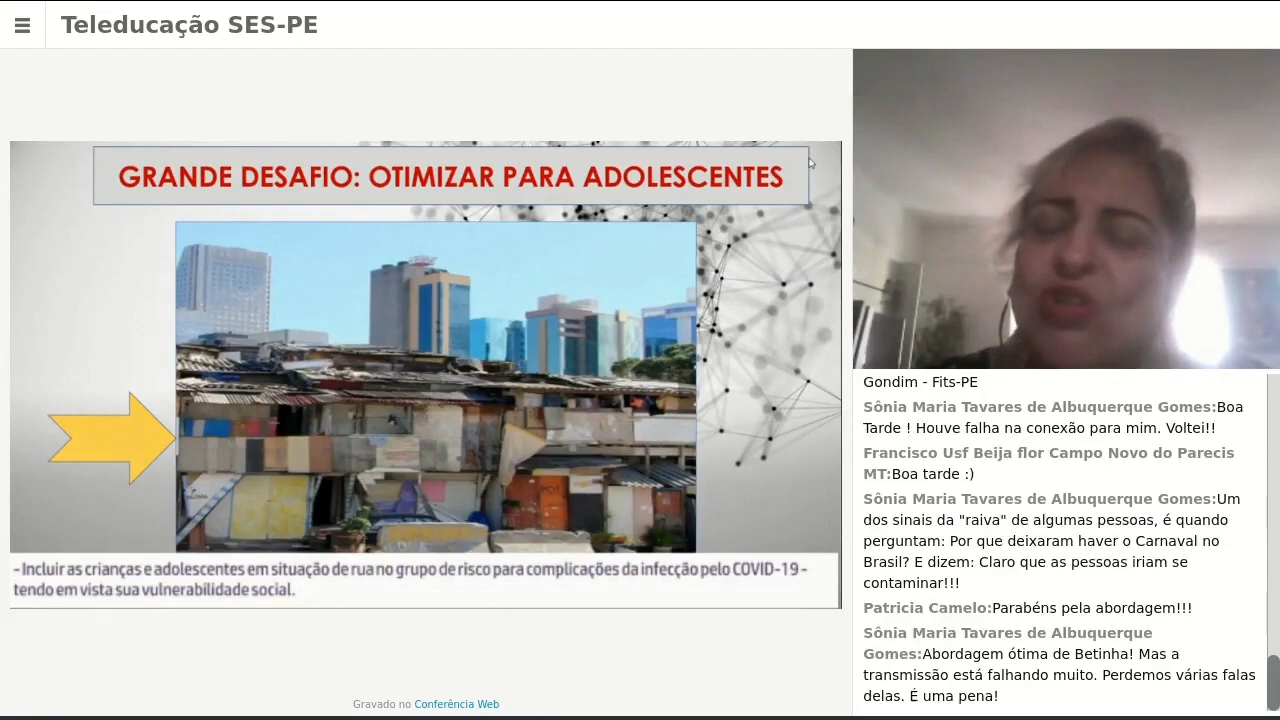 Teleducação SES-PE
GRANDE DESAFIO: OTIMIZAR PARA ADOLESCENTES
- Incluir as crianças e adolescentes em situação de rua no grupo de risco para complicações da infecção pelo COVID-19 -
tendo em vista sua vulnerabilidade social.
Gravado no Conferência Web
Gondim - Fits-PE
Sônia Maria Tavares de Albuquerque Gomes:Boa
Tarde ! Houve falha na conexão para mim. Voltei!!
Francisco Usf Beija flor Campo Novo do Parecis
MT:Boa tarde :)
Sônia Maria Tavares de Albuquerque Gomes:Um
dos sinais da "raiva" de algumas pessoas, é quando
perguntam: Por que deixaram haver o Carnaval no
Brasil? E dizem: Claro que as pessoas iriam se
contaminar!!!
Patricia Camelo:Parabéns pela abordagem!!!
Sônia Maria Tavares de Albuquerque
Gomes:Abordagem ótima de Betinha! Mas a
transmissão está falhando muito. Perdemos várias falas
delas. É uma pena!